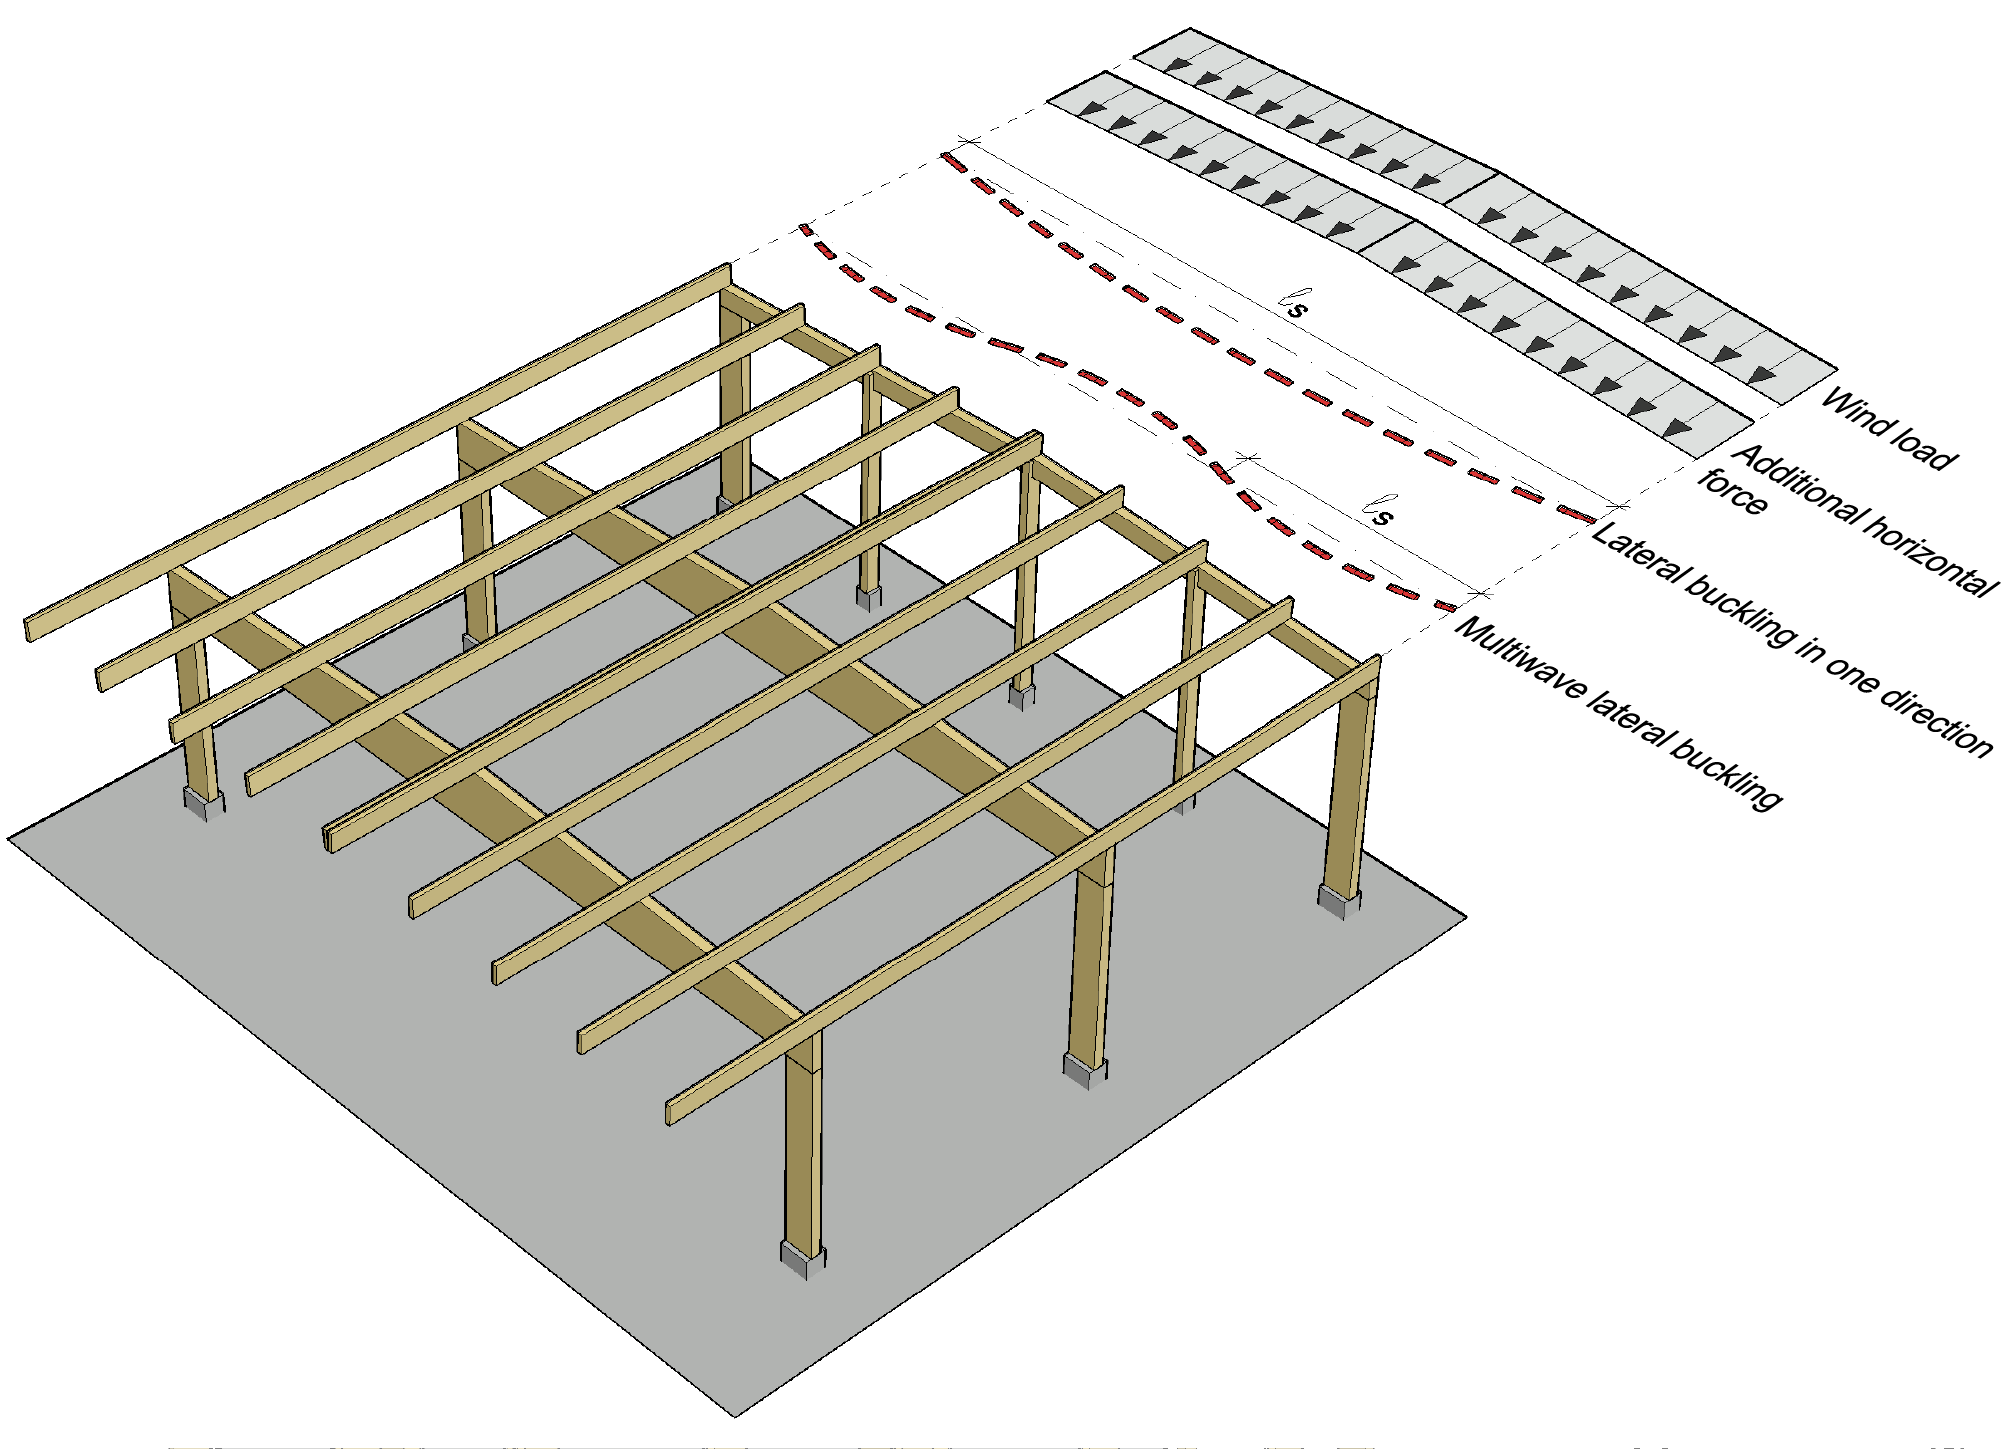 ℓs
ℓs
Wind load
Additional horizontal
force
Lateral buckling in one direction
Multiwave lateral buckling